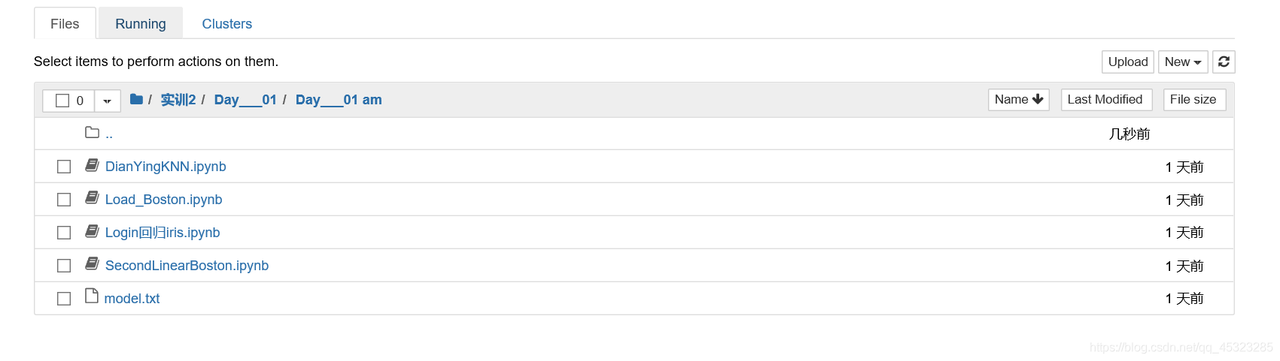 Files Running Clusters
Select items to perform actions on them. Upload New
0 / 实训2 / Day___01 / Day___01 am Name Last Modified File size
.. 几秒前
DianYingKNN.ipynb 1 天前
Load_Boston.ipynb 1 天前
Login回归iris.ipynb 1 天前
SecondLinearBoston.ipynb 1 天前
model.txt 1 天前
https://blog.csdn.net/qq_45323285